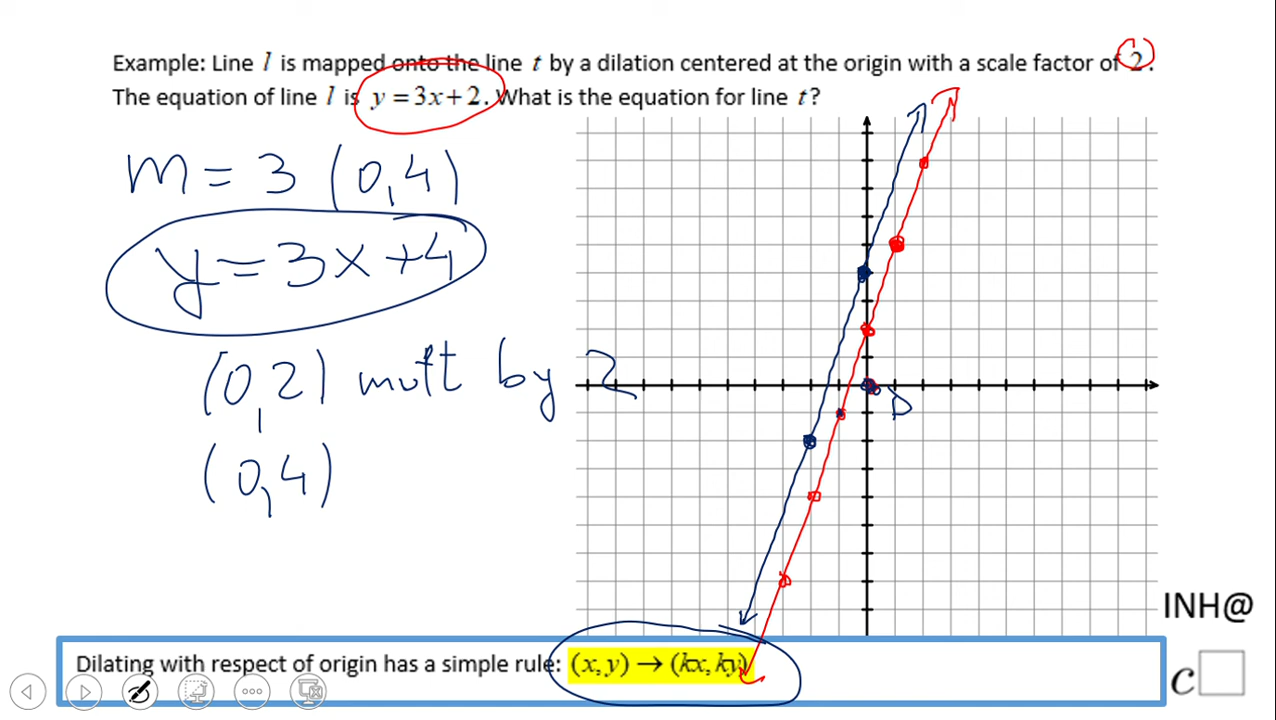 Example: Line l is mapped onto the line t by a dilation centered at the origin with a scale factor of 2.
The equation of line l is y = 3x + 2. What is the equation for line t?
m = 3 (0,4)
y = 3x + 4
(0,2) mult by 2
(0,4)
D
INH@
Dilating with respect of origin has a simple rule: (x, y) → (kx, ky)
c